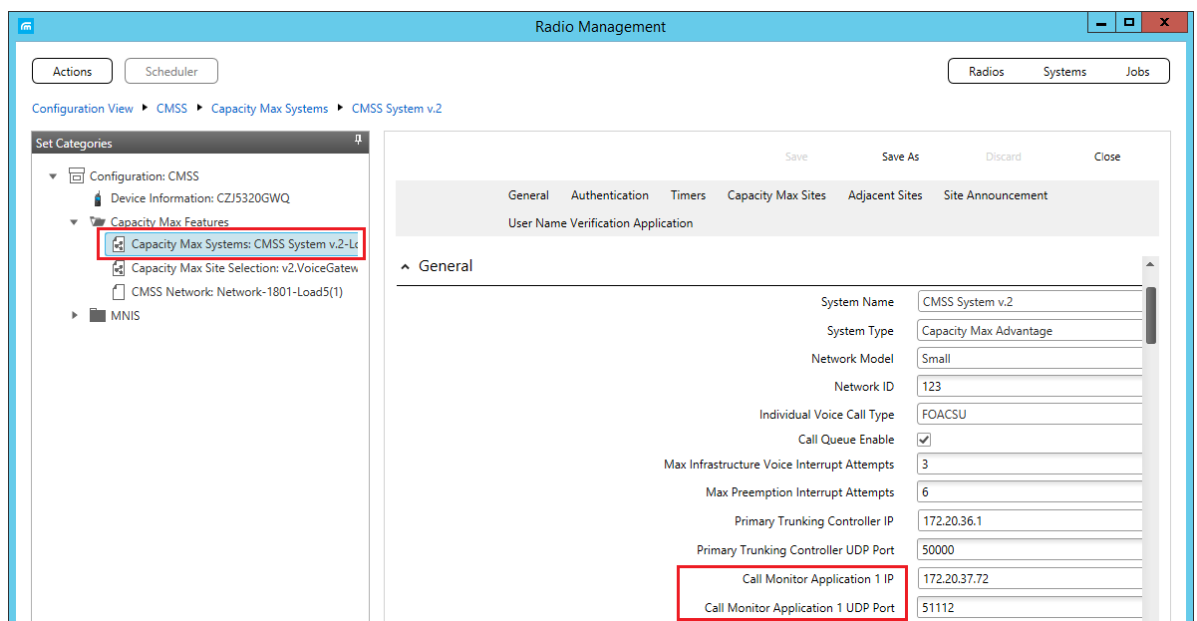 Radio Management
Actions Scheduler Radios Systems Jobs
Configuration View CMSS Capacity Max Systems CMSS System v.2
Set Categories
Configuration: CMSS
Device Information: CZJ5320GWQ
Capacity Max Features
Capacity Max Systems: CMSS System v.2-Lo
Capacity Max Site Selection: v2.VoiceGatew
CMSS Network: Network-1801-Load5(1)
MNIS
Save Save As Discard Close
General Authentication Timers Capacity Max Sites Adjacent Sites Site Announcement
User Name Verification Application
General
System Name CMSS System v.2
System Type Capacity Max Advantage
Network Model Small
Network ID 123
Individual Voice Call Type FOACSU
Call Queue Enable
Max Infrastructure Voice Interrupt Attempts 3
Max Preemption Interrupt Attempts 6
Primary Trunking Controller IP 172.20.36.1
Primary Trunking Controller UDP Port 50000
Call Monitor Application 1 IP 172.20.37.72
Call Monitor Application 1 UDP Port 51112